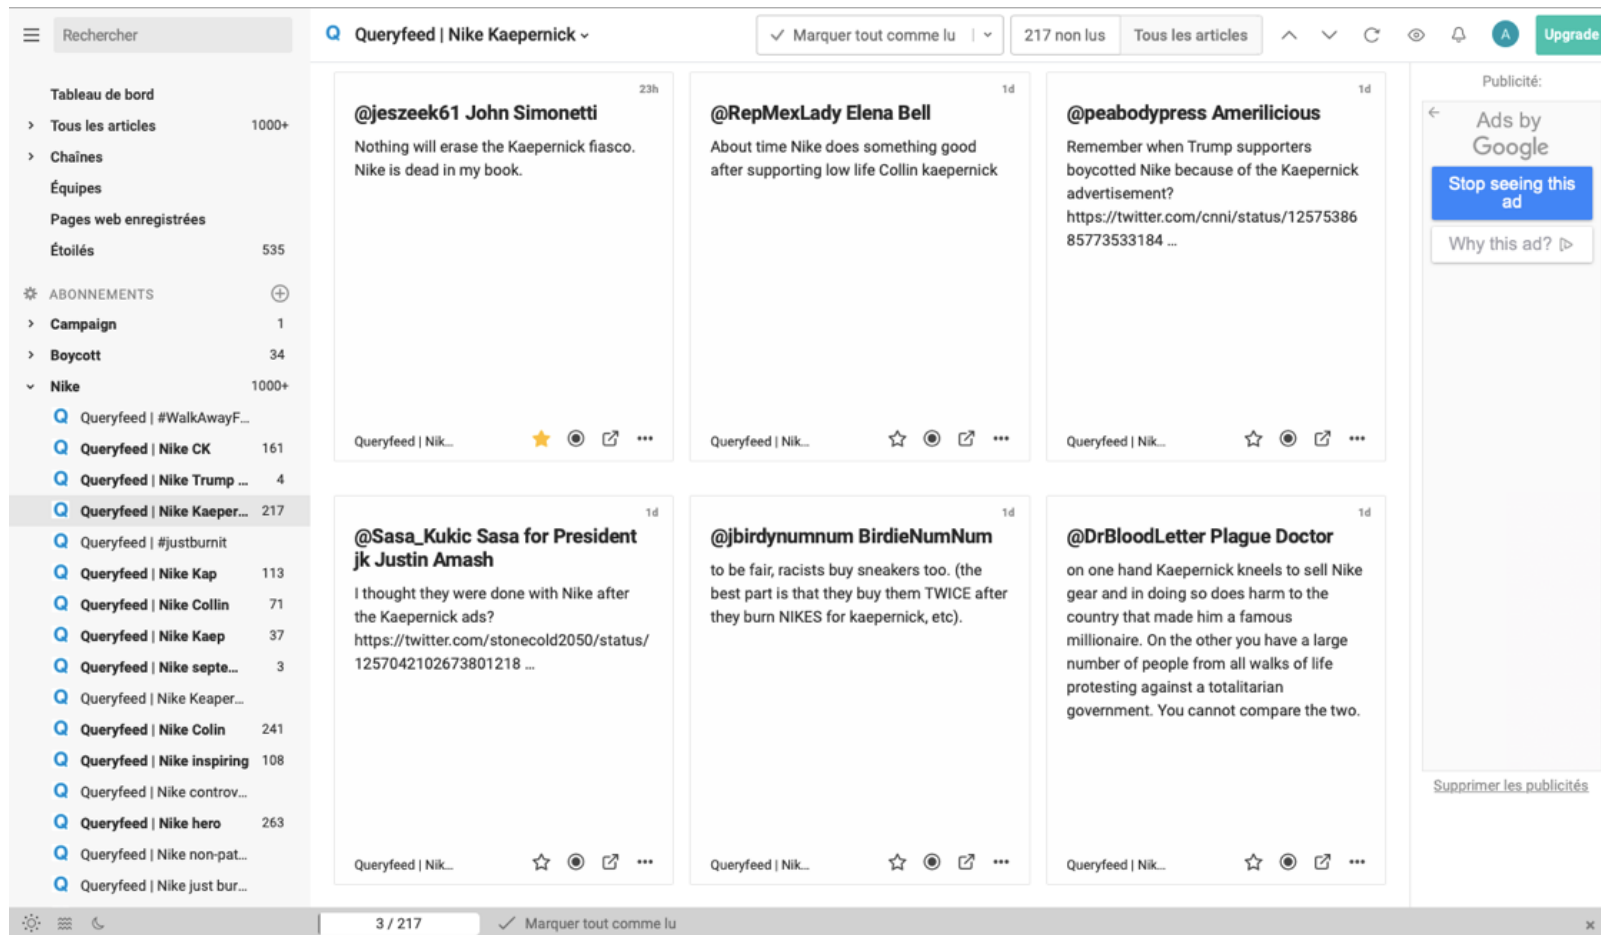 Rechercher
Queryfeed | Nike Kaepernick
Marquer tout comme lu
217 non lus
Tous les articles
A
Upgrade
Tableau de bord
Tous les articles 1000+
Chaînes
Équipes
Pages web enregistrées
Étoilés 535
ABONNEMENTS
Campaign 1
Boycott 34
Nike 1000+
Queryfeed | #WalkAwayF...
Queryfeed | Nike CK 161
Queryfeed | Nike Trump ... 4
Queryfeed | Nike Kaeper... 217
Queryfeed | #justburnit
Queryfeed | Nike Kap 113
Queryfeed | Nike Collin 71
Queryfeed | Nike Kaep 37
Queryfeed | Nike septe... 3
Queryfeed | Nike Keaper...
Queryfeed | Nike Colin 241
Queryfeed | Nike inspiring 108
Queryfeed | Nike controv...
Queryfeed | Nike hero 263
Queryfeed | Nike non-pat...
Queryfeed | Nike just bur...
23h
@jeszeek61 John Simonetti
Nothing will erase the Kaepernick fiasco.
Nike is dead in my book.
Queryfeed | Nik...
1d
@RepMexLady Elena Bell
About time Nike does something good
after supporting low life Collin kaepernick
Queryfeed | Nik...
1d
@peabodypress Amerilicious
Remember when Trump supporters
boycotted Nike because of the Kaepernick
advertisement?
https://twitter.com/cnni/status/12575386
85773533184 ...
Queryfeed | Nik...
1d
@Sasa_Kukic Sasa for President
jk Justin Amash
I thought they were done with Nike after
the Kaepernick ads?
https://twitter.com/stonecold2050/status/
1257042102673801218 ...
Queryfeed | Nik...
1d
@jbirdynumnum BirdieNumNum
to be fair, racists buy sneakers too. (the
best part is that they buy them TWICE after
they burn NIKES for kaepernick, etc).
Queryfeed | Nik...
1d
@DrBloodLetter Plague Doctor
on one hand Kaepernick kneels to sell Nike
gear and in doing so does harm to the
country that made him a famous
millionaire. On the other you have a large
number of people from all walks of life
protesting against a totalitarian
government. You cannot compare the two.
Queryfeed | Nik...
Publicité:
Ads by
Google
Stop seeing this
ad
Why this ad?
Supprimer les publicités
3 / 217
Marquer tout comme lu